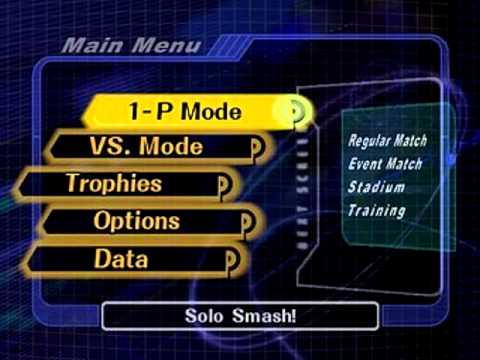 Main Menu
1-P Mode
VS. Mode
Trophies
Options
Data
Regular Match
Event Match
Stadium
Training
Solo Smash!